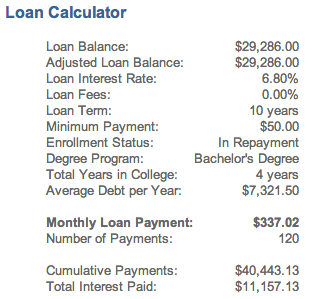 Loan Calculator
Loan Balance: $29,286.00
Adjusted Loan Balance: $29,286.00
Loan Interest Rate: 6.80%
Loan Fees: 0.00%
Loan Term: 10 years
Minimum Payment: $50.00
Enrollment Status: In Repayment
Degree Program: Bachelor's Degree
Total Years in College: 4 years
Average Debt per Year: $7,321.50
Monthly Loan Payment: $337.02
Number of Payments: 120
Cumulative Payments: $40,443.13
Total Interest Paid: $11,157.13